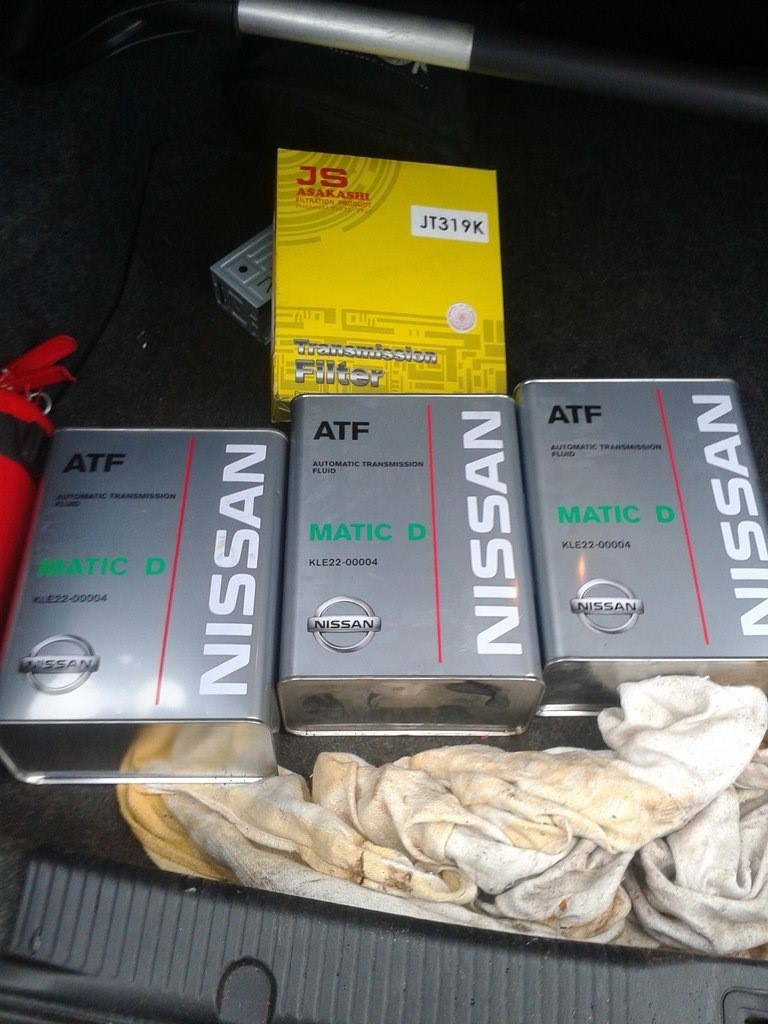 JS
ASAKASHI
FILTRATION PRODUCT
JT319K
Transmission
Filter
ATF
AUTOMATIC TRANSMISSION
FLUID
MATIC D
KLE22-00004
NISSAN
NISSAN
ATF
AUTOMATIC TRANSMISSION
FLUID
MATIC D
KLE22-00004
NISSAN
NISSAN
ATF
AUTOMATIC TRANSMISSION
FLUID
MATIC D
KLE22-00004
NISSAN
NISSAN